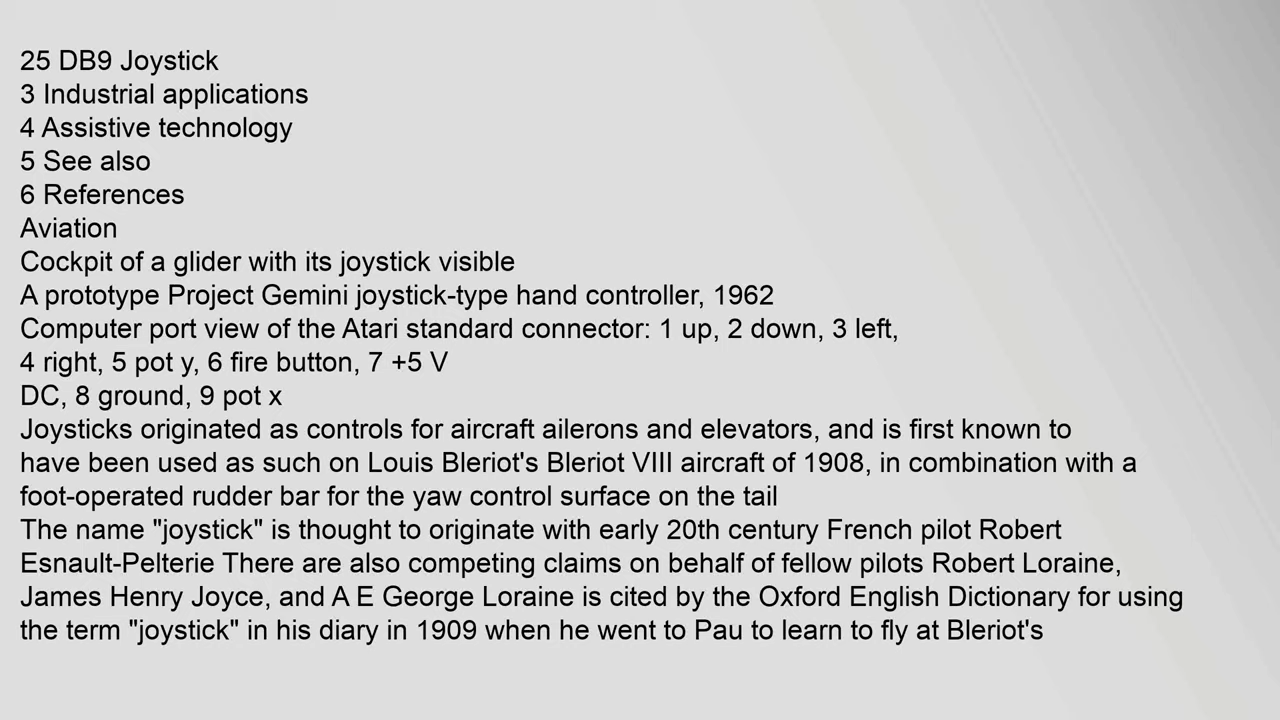 25 DB9 Joystick
3 Industrial applications
4 Assistive technology
5 See also
6 References
Aviation
Cockpit of a glider with its joystick visible
A prototype Project Gemini joystick-type hand controller, 1962
Computer port view of the Atari standard connector: 1 up, 2 down, 3 left,
4 right, 5 pot y, 6 fire button, 7 +5 V
DC, 8 ground, 9 pot x
Joysticks originated as controls for aircraft ailerons and elevators, and is first known to
have been used as such on Louis Bleriot's Bleriot VIII aircraft of 1908, in combination with a
foot-operated rudder bar for the yaw control surface on the tail
The name "joystick" is thought to originate with early 20th century French pilot Robert
Esnault-Pelterie There are also competing claims on behalf of fellow pilots Robert Loraine,
James Henry Joyce, and A E George Loraine is cited by the Oxford English Dictionary for using
the term "joystick" in his diary in 1909 when he went to Pau to learn to fly at Bleriot's